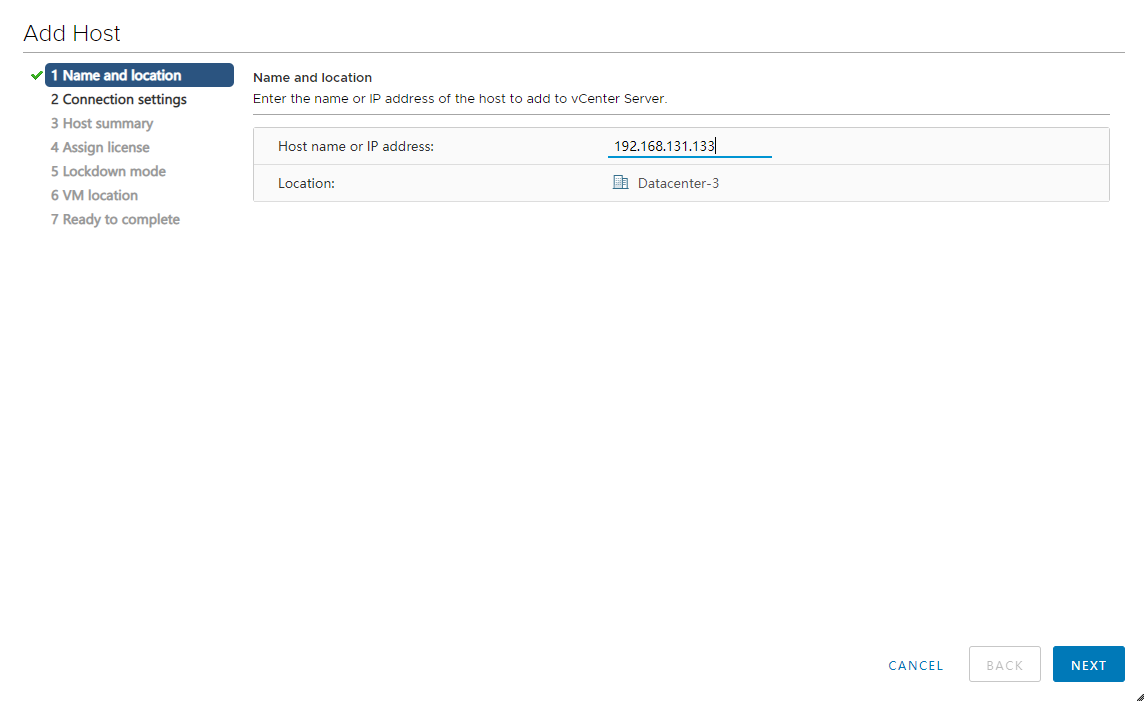 Add Host
1 Name and location
2 Connection settings
3 Host summary
4 Assign license
5 Lockdown mode
6 VM location
7 Ready to complete
Name and location
Enter the name or IP address of the host to add to vCenter Server.
Host name or IP address: 192.168.131.133
Location: Datacenter-3
CANCEL BACK NEXT